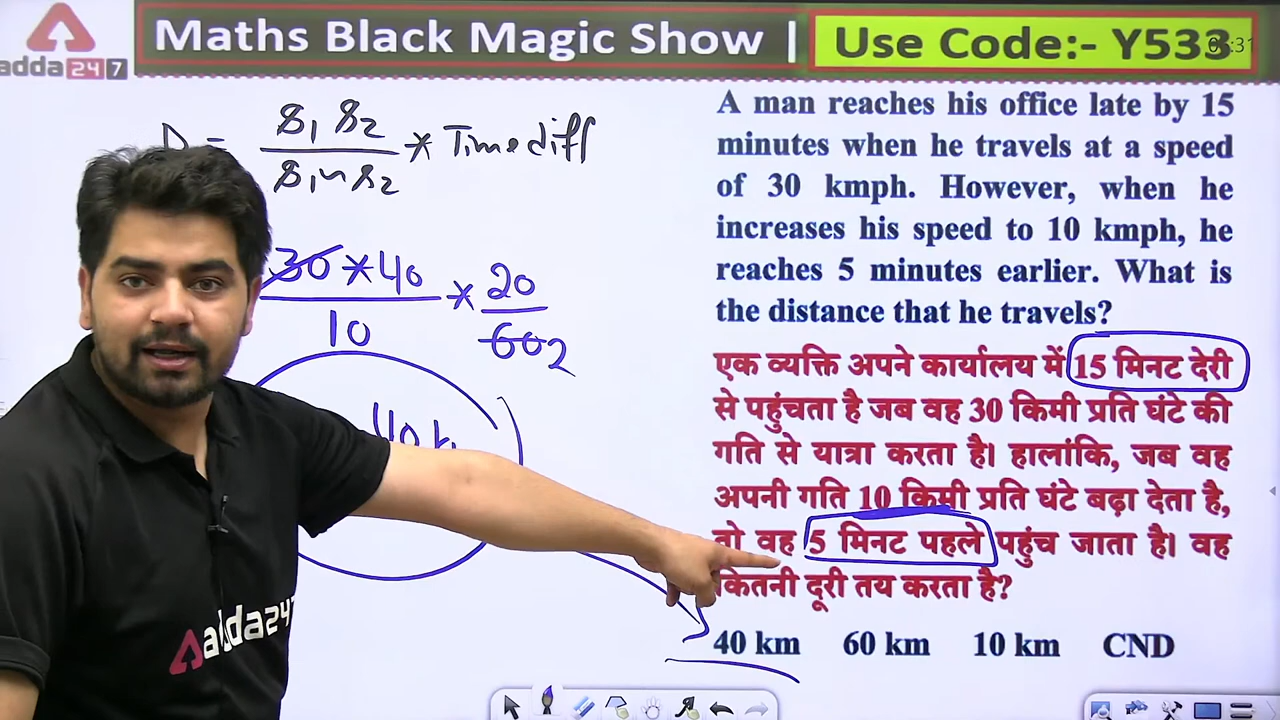 Maths Black Magic Show | Use Code:- Y533
adda247
S1 S2
S1 ~ S2
* Time diff
30 * 40
10
* 20
60 2
40
A man reaches his office late by 15
minutes when he travels at a speed
of 30 kmph. However, when he
increases his speed to 10 kmph, he
reaches 5 minutes earlier. What is
the distance that he travels?
एक व्यक्ति अपने कार्यालय में 15 मिनट देरी
से पहुंचता है जब वह 30 किमी प्रति घंटे की
गति से यात्रा करता है। हालांकि, जब वह
अपनी गति 10 किमी प्रति घंटे बढ़ा देता है,
तो वह 5 मिनट पहले पहुंच जाता है। वह
कितनी दूरी तय करता है?
40 km 60 km 10 km CND
adda247